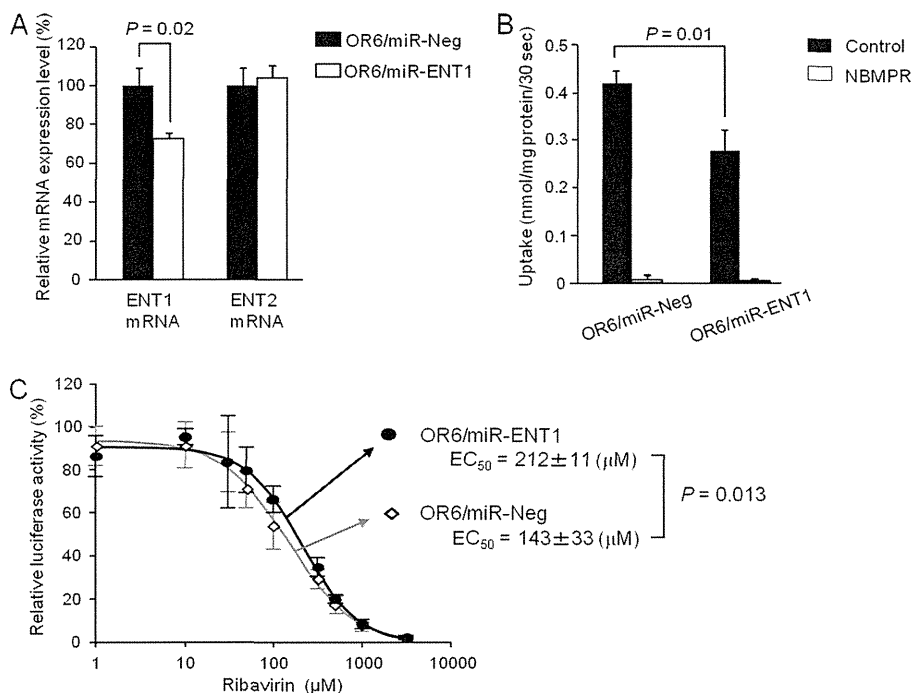 A
Relative mRNA expression level (%)
120
100
80
60
40
20
0
P = 0.02
OR6/miR-Neg
OR6/miR-ENT1
ENT1
mRNA
ENT2
mRNA
B
Uptake (nmol/mg protein/30 sec)
0.5
0.4
0.3
0.2
0.1
0
P = 0.01
Control
NBMPR
OR6/miR-Neg
OR6/miR-ENT1
C
Relative luciferase activity (%)
120
100
80
60
40
20
0
1
10
100
1000
10000
Ribavirin (μM)
OR6/miR-ENT1
EC50 = 212±11 (μM)
OR6/miR-Neg
EC50 = 143±33 (μM)
P = 0.013